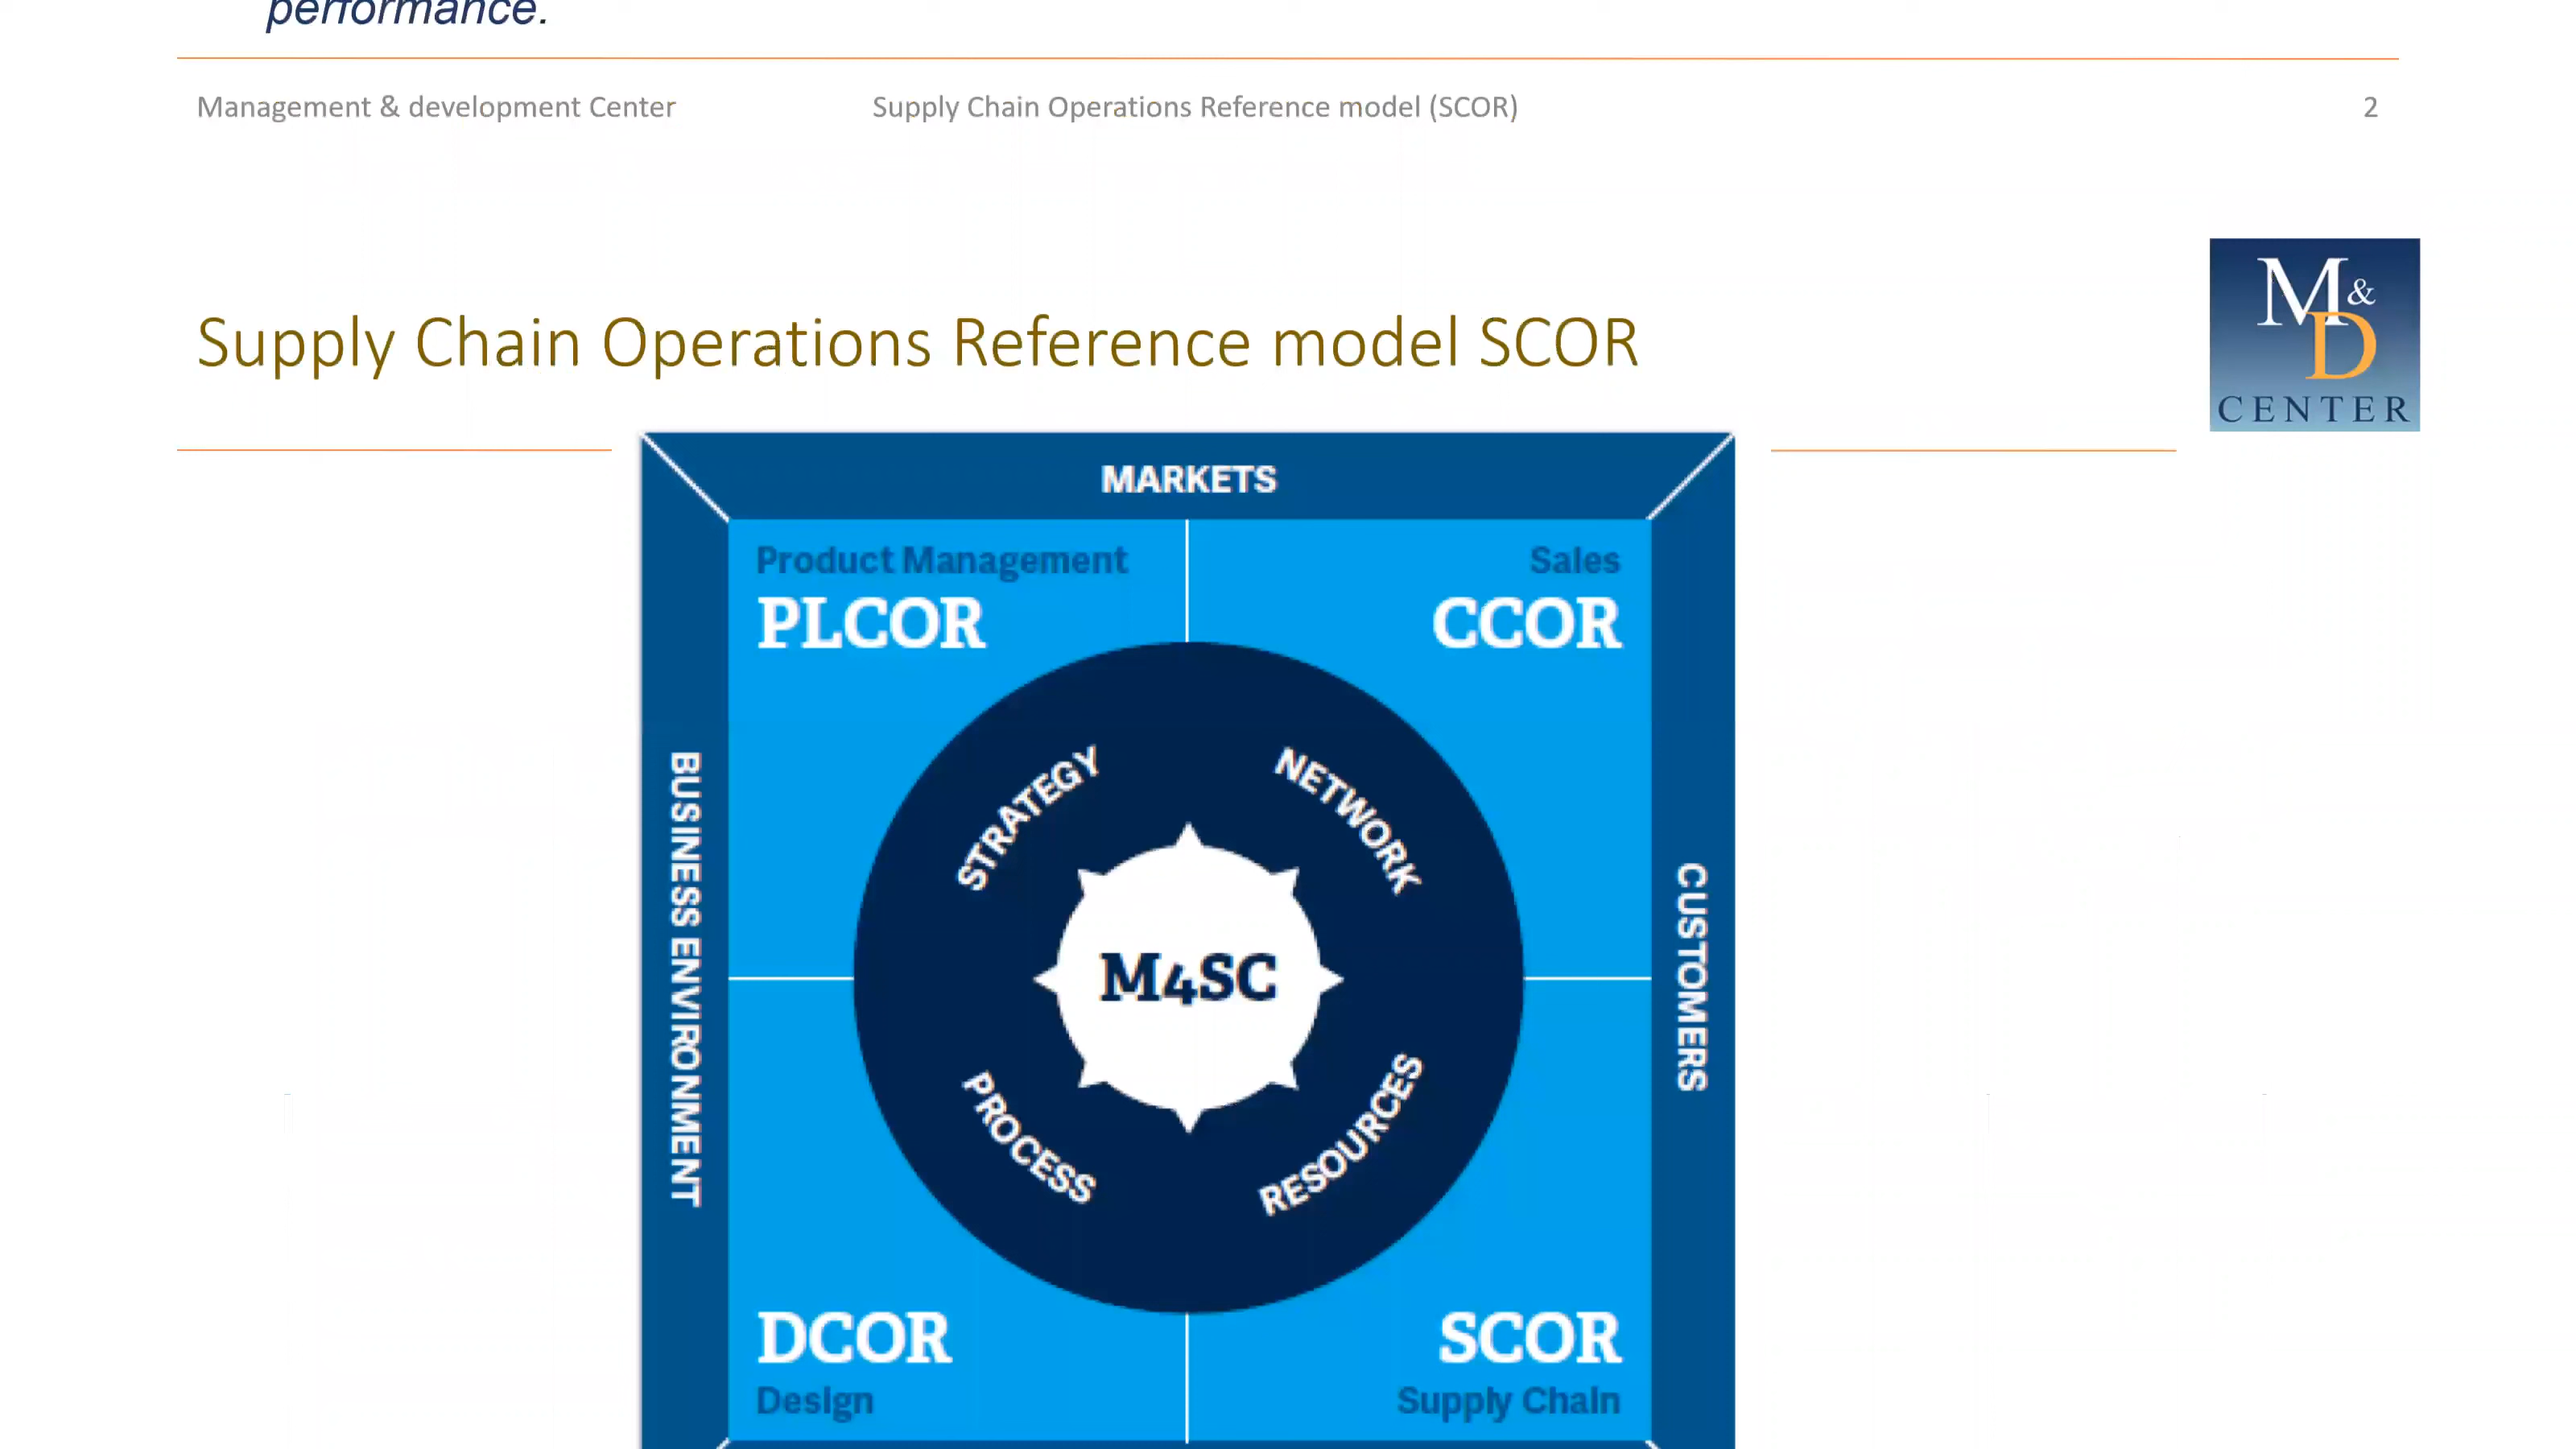 performance.
Management & development Center
Supply Chain Operations Reference model (SCOR)
2
M&
D
CENTER
Supply Chain Operations Reference model SCOR
MARKETS
Product Management
PLCOR
Sales
CCOR
BUSINESS ENVIRONMENT
STRATEGY
NETWORK
M4SC
PROCESS
RESOURCES
CUSTOMERS
DCOR
Design
SCOR
Supply Chain